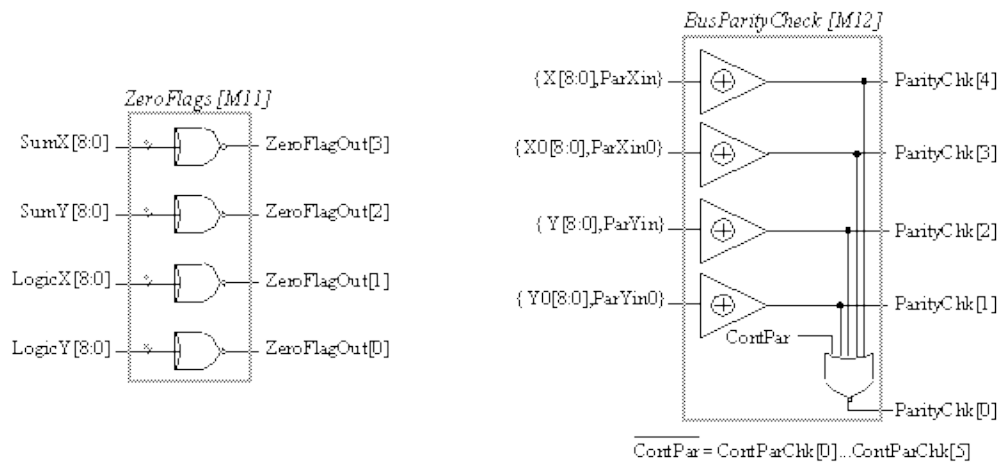 ZeroFlags [M11]
SumX[8:0]
ZeroFlagOut[3]
SumY[8:0]
ZeroFlagOut[2]
LogicX[8:0]
ZeroFlagOut[1]
LogicY[8:0]
ZeroFlagOut[0]
BusParityCheck [M12]
{X[8:0],ParXin}
ParityChk[4]
{X0[8:0],ParXin0}
ParityChk[3]
{Y[8:0],ParYin}
ParityChk[2]
{Y0[8:0],ParYin0}
ParityChk[1]
ContPar
ParityChk[0]
ContPar = ContParChk[0]...ContParChk[5]